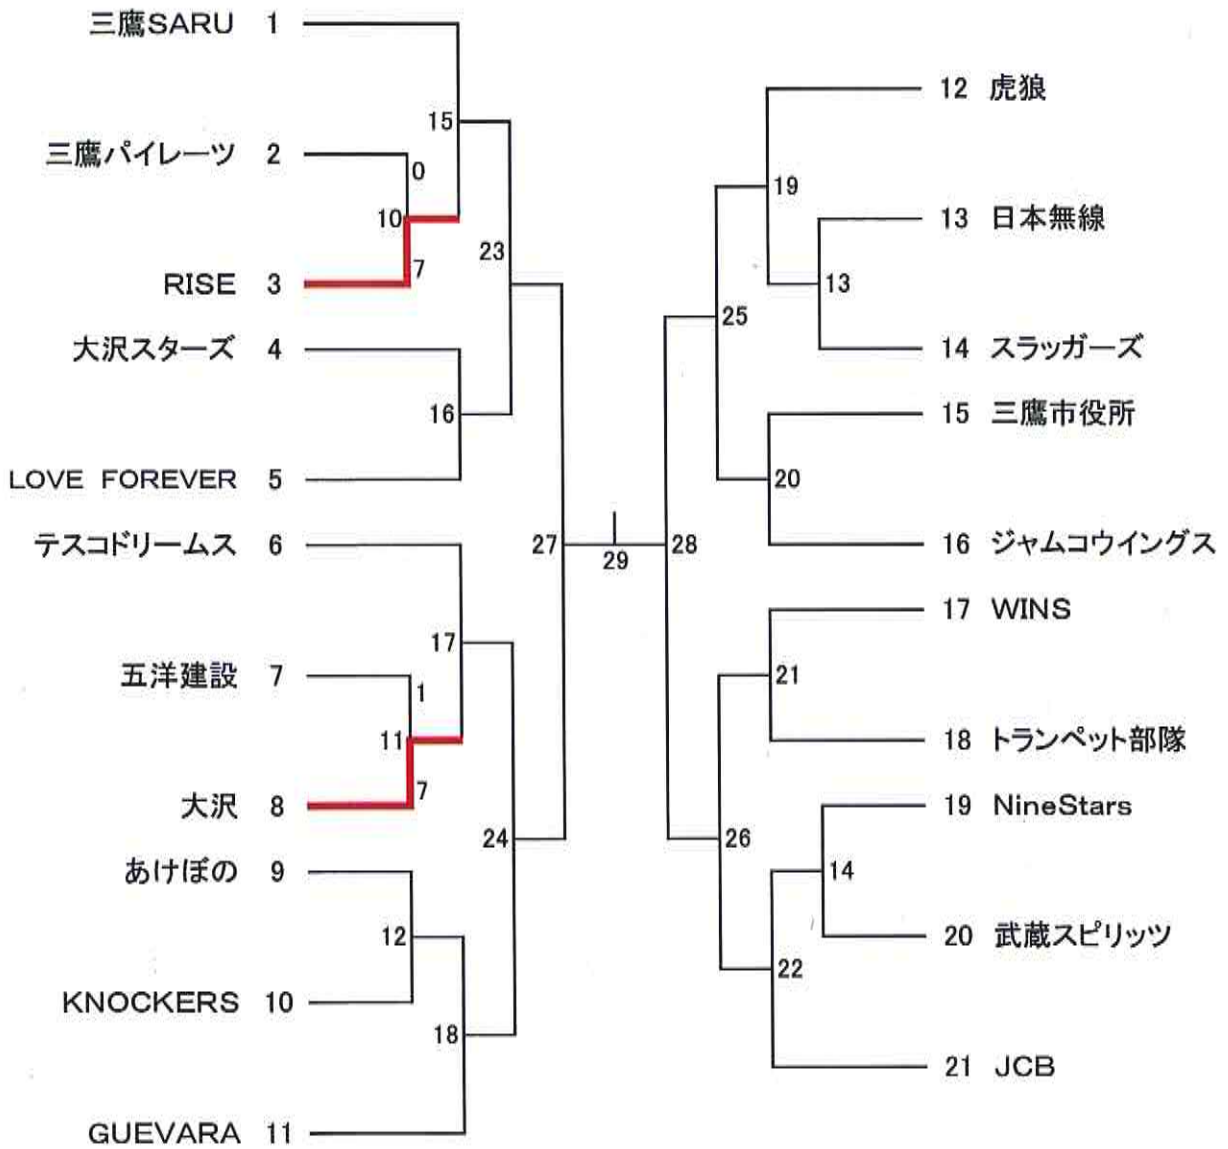 三鷹SARU 1
15
三鷹パイレーツ 2
0
10
7
RISE 3
23
大沢スターズ 4
16
LOVE FOREVER 5
テスコドリームス 6
17
五洋建設 7
1
11
7
大沢 8
24
あけぼの 9
12
KNOCKERS 10
18
GUEVARA 11
27
29
28
12 虎狼
19
13 日本無線
13
14 スラッガーズ
25
15 三鷹市役所
20
16 ジャムコウイングス
17 WINS
21
18 トランペット部隊
26
19 NineStars
14
20 武蔵スピリッツ
22
21 JCB